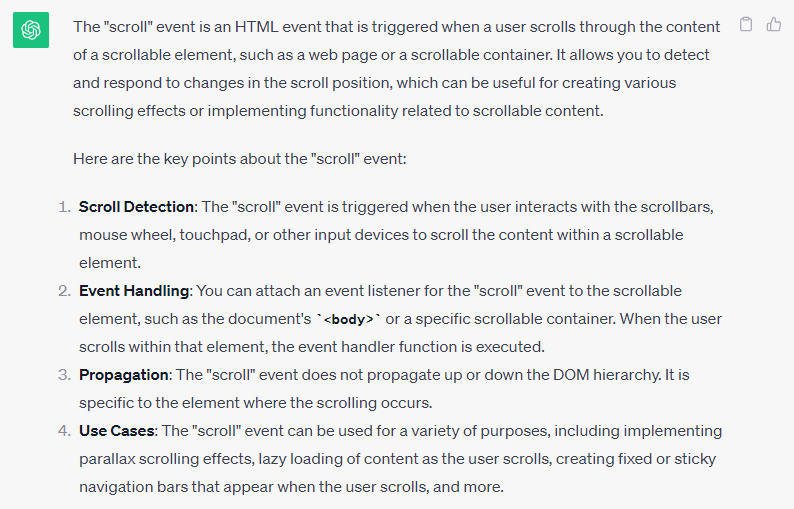 The "scroll" event is an HTML event that is triggered when a user scrolls through the content
of a scrollable element, such as a web page or a scrollable container. It allows you to detect
and respond to changes in the scroll position, which can be useful for creating various
scrolling effects or implementing functionality related to scrollable content.
Here are the key points about the "scroll" event:
1. Scroll Detection: The "scroll" event is triggered when the user interacts with the scrollbars,
mouse wheel, touchpad, or other input devices to scroll the content within a scrollable
element.
2. Event Handling: You can attach an event listener for the "scroll" event to the scrollable
element, such as the document's `<body>` or a specific scrollable container. When the user
scrolls within that element, the event handler function is executed.
3. Propagation: The "scroll" event does not propagate up or down the DOM hierarchy. It is
specific to the element where the scrolling occurs.
4. Use Cases: The "scroll" event can be used for a variety of purposes, including implementing
parallax scrolling effects, lazy loading of content as the user scrolls, creating fixed or sticky
navigation bars that appear when the user scrolls, and more.